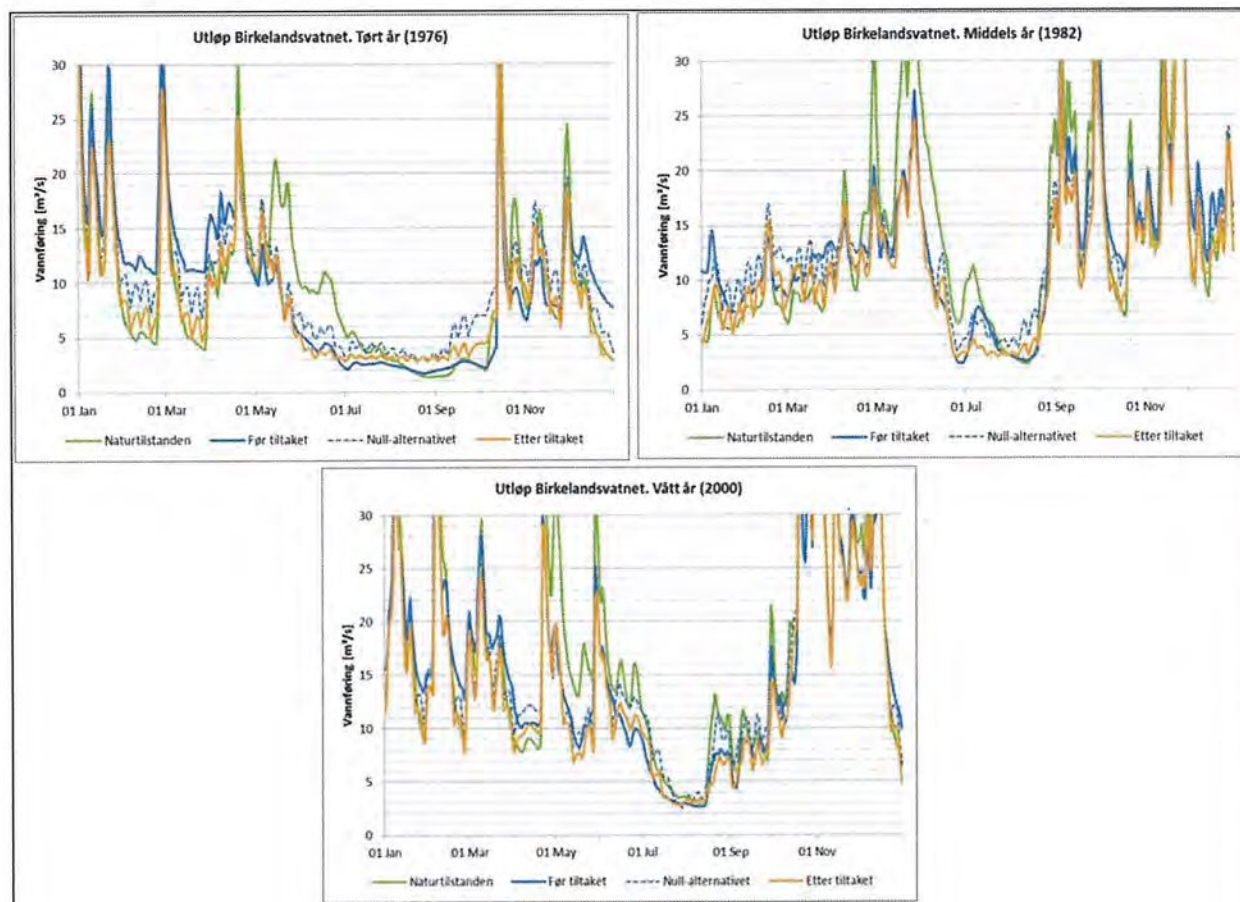 Utløp Birkelandsvatnet. Tørt år (1976)
Vannføring [m³/s]
30
25
20
15
10
5
0
01 Jan 01 Mar 01 May 01 Jul 01 Sep 01 Nov
Naturtilstanden Før tiltaket Null-alternativet Etter tiltaket
Utløp Birkelandsvatnet. Middels år (1982)
Vannføring [m³/s]
30
25
20
15
10
5
0
01 Jan 01 Mar 01 May 01 Jul 01 Sep 01 Nov
Naturtilstanden Før tiltaket Null-alternativet Etter tiltaket
Utløp Birkelandsvatnet. Vått år (2000)
Vannføring [m³/s]
30
25
20
15
10
5
0
01 Jan 01 Mar 01 May 01 Jul 01 Sep 01 Nov
Naturtilstanden Før tiltaket Null-alternativet Etter tiltaket